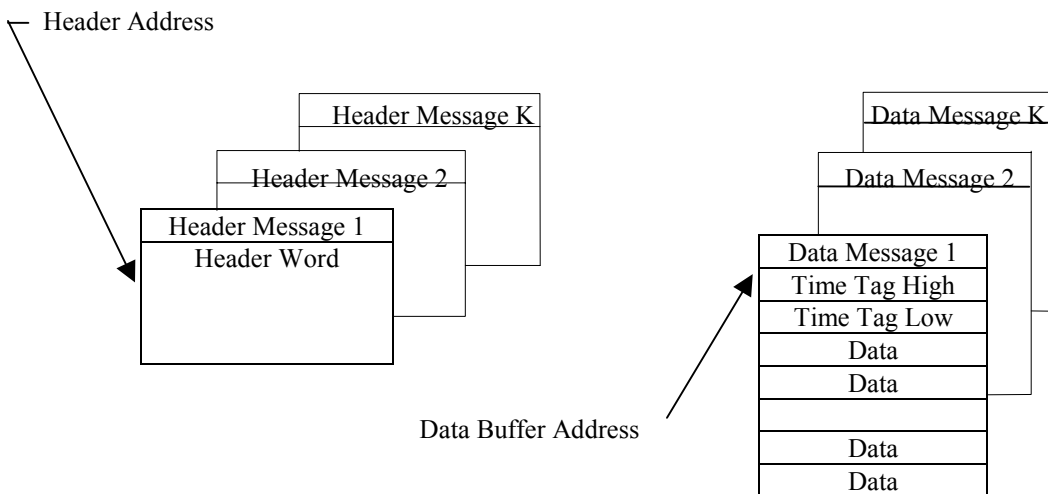 Header Address
Header Message K
Header Message 2
Header Message 1
Header Word
Data Message K
Data Message 2
Data Message 1
Time Tag High
Time Tag Low
Data
Data
Data
Data
Data Buffer Address